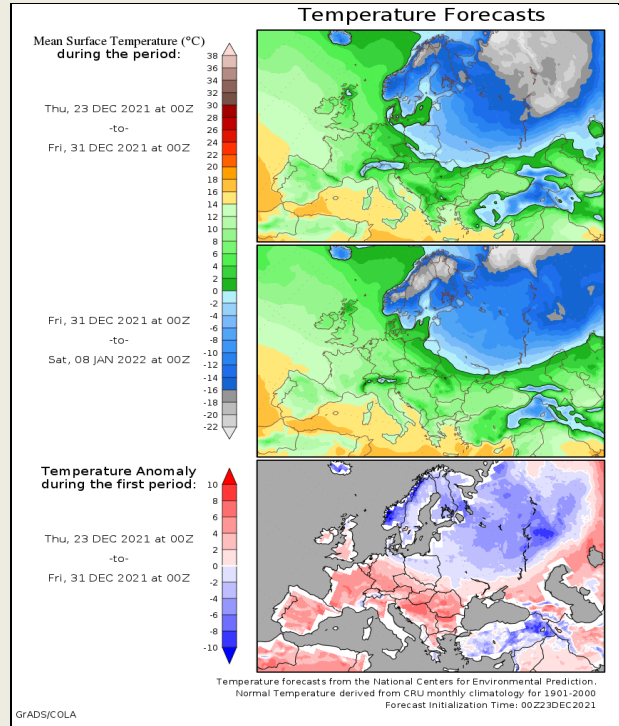 Temperature Forecasts
Mean Surface Temperature (°C)
during the period:
Thu, 23 DEC 2021 at 00Z
-to-
Fri, 31 DEC 2021 at 00Z
Fri, 31 DEC 2021 at 00Z
-to-
Sat, 08 JAN 2022 at 00Z
38
36
34
32
30
28
26
24
22
20
18
16
14
12
10
8
6
4
2
0
-2
-4
-6
-8
-10
-12
-14
-16
-18
-20
-22
Temperature Anomaly
during the first period:
Thu, 23 DEC 2021 at 00Z
-to-
Fri, 31 DEC 2021 at 00Z
10
8
6
4
2
0
-2
-4
-6
-8
-10
Temperature forecasts from the National Centers for Environmental Prediction.
Normal Temperature derived from CRU monthly climatology for 1901-2000
Forecast Initialization Time: 00Z23DEC2021
GrADS/COLA